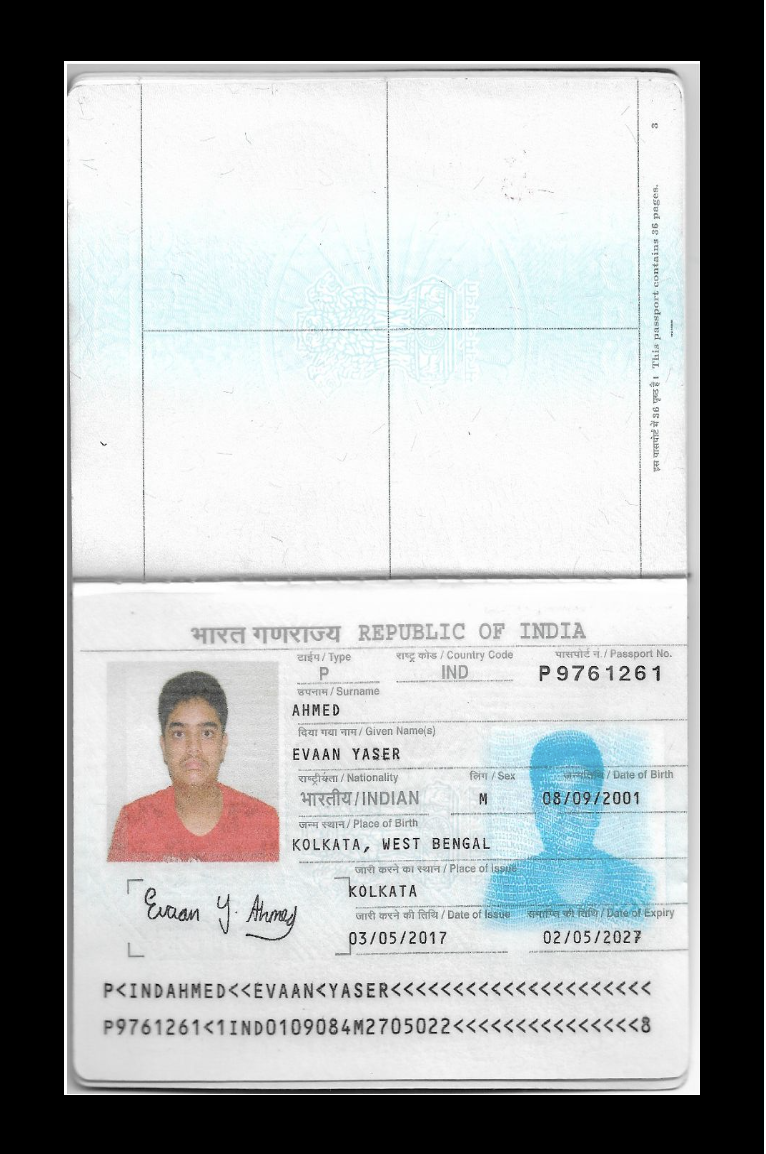 3
इस पासपोर्ट में 36 पृष्ठ है। This passport contains 36 pages.
भारत गणराज्य REPUBLIC OF INDIA
टाईप / Type राष्ट्र कोड / Country Code पासपोर्ट नं. / Passport No.
P IND P9761261
उपनाम / Surname
AHMED
दिया गया नाम / Given Name(s)
EVAAN YASER
राष्ट्रीयता / Nationality लिंग / Sex जन्मतिथि / Date of Birth
भारतीय/INDIAN M 08/09/2001
जन्म स्थान / Place of Birth
KOLKATA, WEST BENGAL
जारी करने का स्थान / Place of Issue
KOLKATA
जारी करने की तिथि / Date of Issue समाप्ति की तिथि / Date of Expiry
03/05/2017 02/05/2027
Evaan Y. Ahmed
P<INDAHMED<<EVAAN<YASER<<<<<<<<<<<<<<<<<<<<<
P9761261<1IND0109084M2705022<<<<<<<<<<<<<<<8